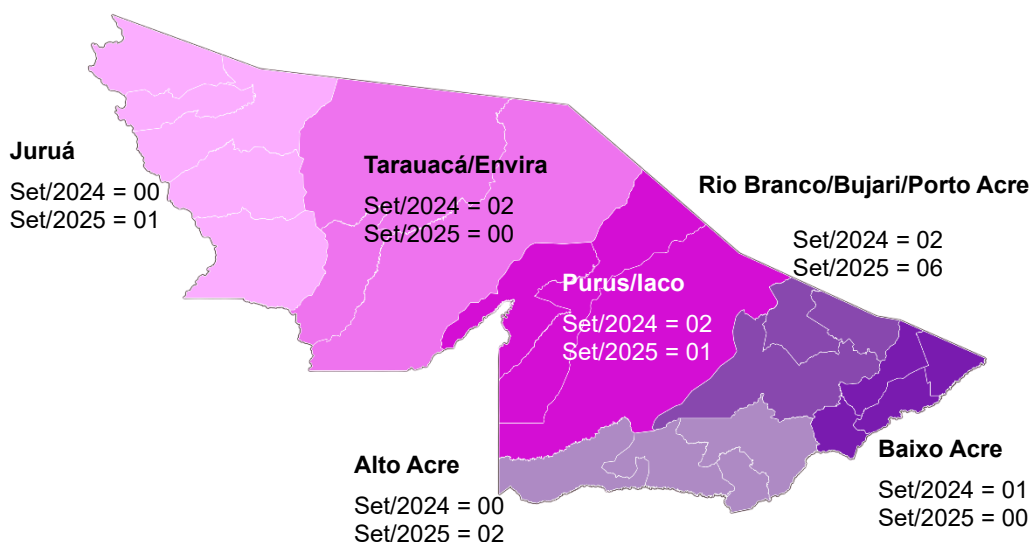 Juruá
Set/2024 = 00
Set/2025 = 01
Tarauacá/Envira
Set/2024 = 02
Set/2025 = 00
Rio Branco/Bujari/Porto Acre
Set/2024 = 02
Set/2025 = 06
Purus/Iaco
Set/2024 = 02
Set/2025 = 01
Alto Acre
Set/2024 = 00
Set/2025 = 02
Baixo Acre
Set/2024 = 01
Set/2025 = 00